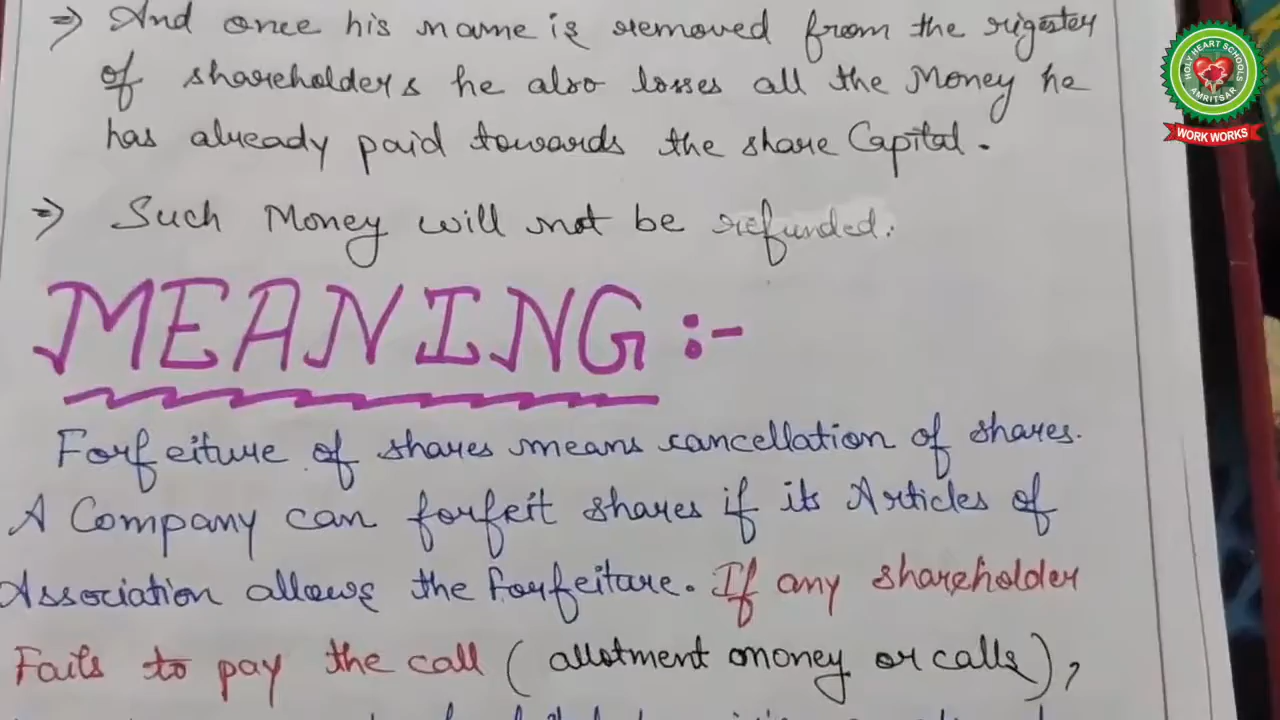 ⇒ And once his name is removed from the rigester
of shareholders he also losses all the Money he
has already paid towards the share Capital.
⇒ Such Money will not be refunded.
MEANING :-
Forfeiture of shares means cancellation of shares.
A Company can forfeit shares if its Articles of
Association allows the Forfeiture. If any shareholder
Fails to pay the call (allotment money or calls),
HOLY HEART SCHOOLS
AMRITSAR
WORK WORKS